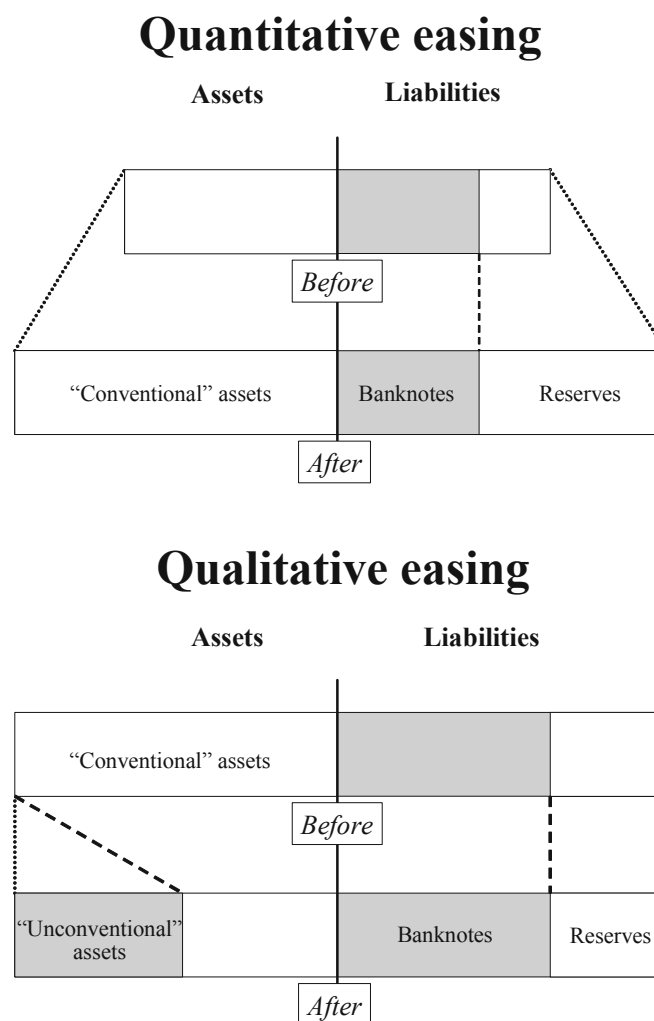 Quantitative easing
Assets Liabilities
Before
“Conventional” assets Banknotes Reserves
After
Qualitative easing
Assets Liabilities
“Conventional” assets
Before
“Unconventional”
assets Banknotes Reserves
After